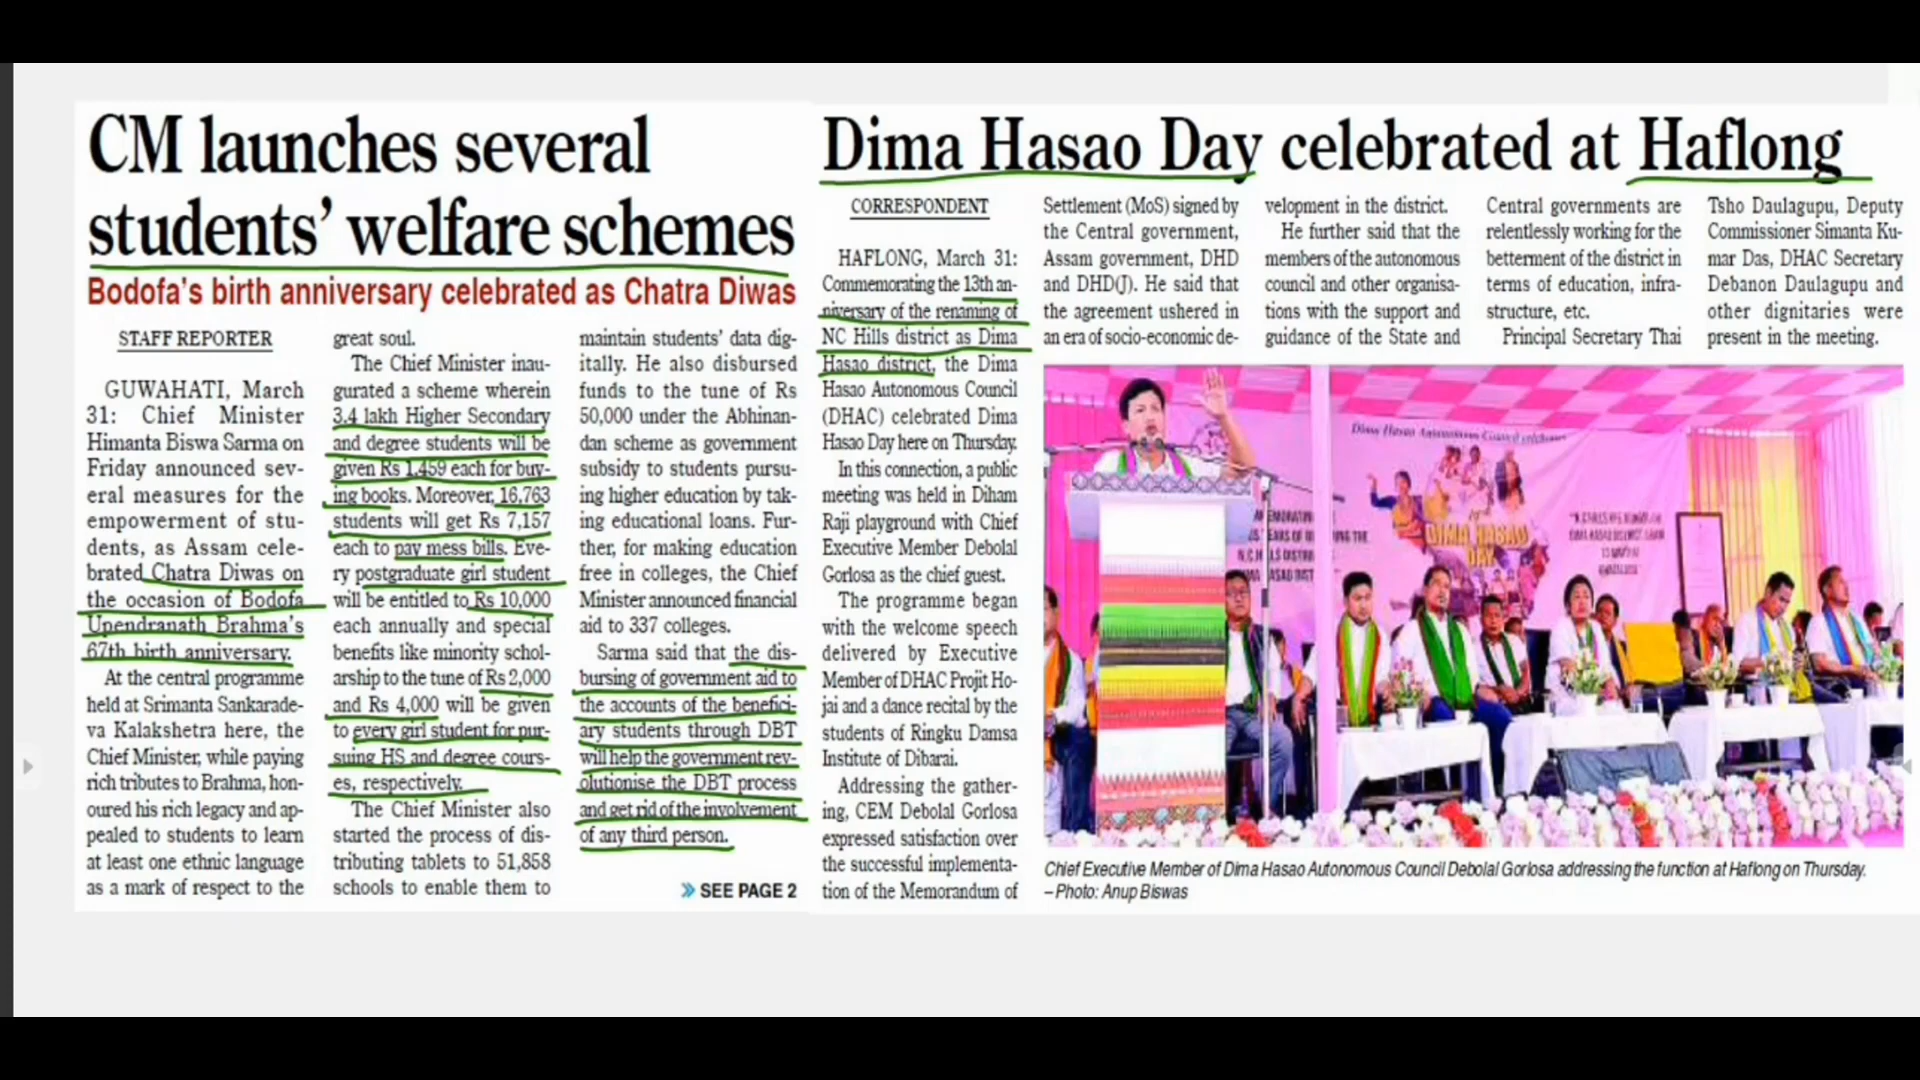 CM launches several
students' welfare schemes
Bodofa's birth anniversary celebrated as Chatra Diwas
STAFF REPORTER
GUWAHATI, March
31: Chief Minister
Himanta Biswa Sarma on
Friday announced sev-
eral measures for the
empowerment of stu-
dents, as Assam cele-
brated Chatra Diwas on
the occasion of Bodofa
Upendranath Brahma's
67th birth anniversary.
At the central programme
held at Srimanta Sankarade-
va Kalakshetra here, the
Chief Minister, while paying
rich tributes to Brahma, hon-
oured his rich legacy and ap-
pealed to students to learn
at least one ethnic language
as a mark of respect to the
great soul.
The Chief Minister inau-
gurated a scheme wherein
3.4 lakh Higher Secondary
and degree students will be
given Rs 1,459 each for buy-
ing books. Moreover, 16,763
students will get Rs 7,157
each to pay mess bills. Eve-
ry postgraduate girl student
will be entitled to Rs 10,000
each annually and special
benefits like minority schol-
arship to the tune of Rs 2,000
and Rs 4,000 will be given
to every girl student for pur-
suing HS and degree cours-
es, respectively.
The Chief Minister also
started the process of dis-
tributing tablets to 51,858
schools to enable them to
maintain students' data dig-
itally. He also disbursed
funds to the tune of Rs
50,000 under the Abhinan-
dan scheme as government
subsidy to students pursu-
ing higher education by tak-
ing educational loans. Fur-
ther, for making education
free in colleges, the Chief
Minister announced financial
aid to 337 colleges.
Sarma said that the dis-
bursing of government aid to
the accounts of the benefici-
ary students through DBT
will help the government rev-
olutionise the DBT process
and get rid of the involvement
of any third person.
SEE PAGE 2
Dima Hasao Day celebrated at Haflong
CORRESPONDENT
HAFLONG, March 31:
Commemorating the 13th an-
niversary of the renaming of
NC Hills district as Dima
Hasao district, the Dima
Hasao Autonomous Council
(DHAC) celebrated Dima
Hasao Day here on Thursday.
In this connection, a public
meeting was held in Diham
Raji playground with Chief
Executive Member Debolal
Gorlosa as the chief guest.
The programme began
with the welcome speech
delivered by Executive
Member of DHAC Projit Ho-
jai and a dance recital by the
students of Ringku Damsa
Institute of Dibarai.
Addressing the gather-
ing, CEM Debolal Gorlosa
expressed satisfaction over
the successful implementa-
tion of the Memorandum of
Settlement (MoS) signed by
the Central government,
Assam government, DHD
and DHD(J). He said that
the agreement ushered in
an era of socio-economic de-
velopment in the district.
He further said that the
members of the autonomous
council and other organisa-
tions with the support and
guidance of the State and
Central governments are
relentlessly working for the
betterment of the district in
terms of education, infra-
structure, etc.
Principal Secretary Thai
Tsho Daulagupu, Deputy
Commissioner Simanta Ku-
mar Das, DHAC Secretary
Debanon Daulagupu and
other dignitaries were
present in the meeting.
Dima Hasao Autonomous Council celebrates
DIMA HASAO
DAY
Chief Executive Member of Dima Hasao Autonomous Council Debolal Gorlosa addressing the function at Haflong on Thursday.
– Photo: Anup Biswas